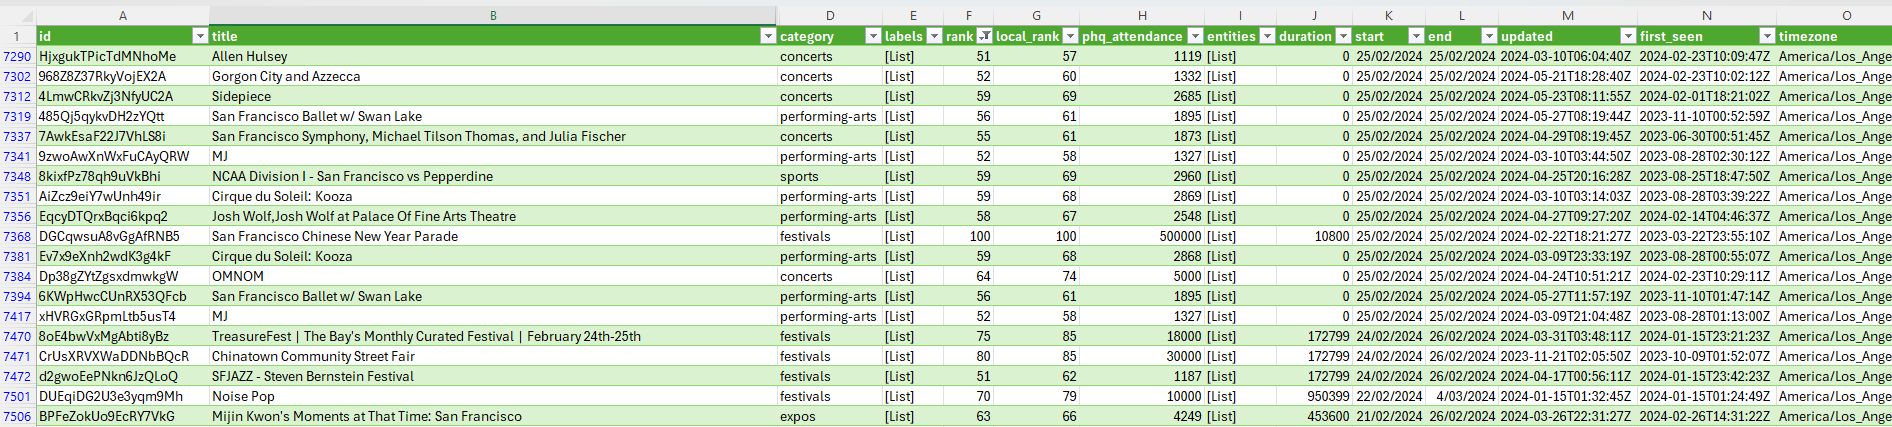 A B D E F G H I J K L M N O
1 id title category labels rank local_rank phq_attendance entities duration start end updated first_seen timezone
7290 HjxgukTPicTdMNhoMe Allen Hulsey concerts [List] 51 57 1119 [List] 0 25/02/2024 25/02/2024 2024-03-10T06:04:40Z 2024-02-23T10:09:47Z America/Los_Ange
7302 968Z8Z37RkyVojEX2A Gorgon City and Azzecca concerts [List] 52 60 1332 [List] 0 25/02/2024 25/02/2024 2024-05-21T18:28:40Z 2024-02-23T10:02:12Z America/Los_Ange
7312 4LmwCRkvZj3NfyUC2A Sidepiece concerts [List] 59 69 2685 [List] 0 25/02/2024 25/02/2024 2024-05-23T08:11:55Z 2024-02-01T18:21:02Z America/Los_Ange
7319 485Qj5qykvDH2zYQtt San Francisco Ballet w/ Swan Lake performing-arts [List] 56 61 1895 [List] 0 25/02/2024 25/02/2024 2024-05-27T08:19:44Z 2023-11-10T00:52:59Z America/Los_Ange
7337 7AwkEsaF22J7VhLS8i San Francisco Symphony, Michael Tilson Thomas, and Julia Fischer concerts [List] 55 61 1873 [List] 0 25/02/2024 25/02/2024 2024-04-29T08:19:45Z 2023-06-30T00:51:45Z America/Los_Ange
7341 9zwoAwXnWxFuCAyQRW MJ performing-arts [List] 52 58 1327 [List] 0 25/02/2024 25/02/2024 2024-03-10T03:44:50Z 2023-08-28T02:30:12Z America/Los_Ange
7348 8kixfPz78qh9uVkBhi NCAA Division I - San Francisco vs Pepperdine sports [List] 59 69 2960 [List] 0 25/02/2024 25/02/2024 2024-04-25T20:16:28Z 2023-08-25T18:47:50Z America/Los_Ange
7351 AiZcz9eiY7wUnh49ir Cirque du Soleil: Kooza performing-arts [List] 59 68 2869 [List] 0 25/02/2024 25/02/2024 2024-03-10T03:14:03Z 2023-08-28T03:39:22Z America/Los_Ange
7356 EqcyDTQrxBqci6kpq2 Josh Wolf,Josh Wolf at Palace Of Fine Arts Theatre performing-arts [List] 58 67 2548 [List] 0 25/02/2024 25/02/2024 2024-04-27T09:27:20Z 2024-02-14T04:46:37Z America/Los_Ange
7368 DGCqwsuA8vGgAfRNB5 San Francisco Chinese New Year Parade festivals [List] 100 100 500000 [List] 10800 25/02/2024 25/02/2024 2024-02-22T18:21:27Z 2023-03-22T23:55:10Z America/Los_Ange
7381 Ev7x9eXnh2wdK3g4kF Cirque du Soleil: Kooza performing-arts [List] 59 68 2868 [List] 0 25/02/2024 25/02/2024 2024-03-09T23:33:19Z 2023-08-28T00:55:07Z America/Los_Ange
7384 Dp38gZYtZgsxdmwkgW OMNOM concerts [List] 64 74 5000 [List] 0 25/02/2024 25/02/2024 2024-04-24T10:51:21Z 2024-02-23T10:29:11Z America/Los_Ange
7394 6KWpHwcCUnRX53QFcb San Francisco Ballet w/ Swan Lake performing-arts [List] 56 61 1895 [List] 0 25/02/2024 25/02/2024 2024-05-27T11:57:19Z 2023-11-10T01:47:14Z America/Los_Ange
7417 xHVRGxGRpmLtb5usT4 MJ performing-arts [List] 52 58 1327 [List] 0 25/02/2024 25/02/2024 2024-03-09T21:04:48Z 2023-08-28T01:13:00Z America/Los_Ange
7470 8oE4bwVxMgAbti8yBz TreasureFest | The Bay's Monthly Curated Festival | February 24th-25th festivals [List] 75 85 18000 [List] 172799 24/02/2024 26/02/2024 2024-03-31T03:48:11Z 2024-01-15T23:21:23Z America/Los_Ange
7471 CrUsXRVXWaDDNbBQcR Chinatown Community Street Fair festivals [List] 80 85 30000 [List] 172799 24/02/2024 26/02/2024 2023-11-21T02:05:50Z 2023-10-09T01:52:07Z America/Los_Ange
7472 d2gwoEePNkn6JzQLoQ SFJAZZ - Steven Bernstein Festival festivals [List] 51 62 1187 [List] 172799 24/02/2024 26/02/2024 2024-04-17T00:56:11Z 2024-01-15T23:42:23Z America/Los_Ange
7501 DUEqiDG2U3e3yqm9Mh Noise Pop festivals [List] 70 79 10000 [List] 950399 22/02/2024 4/03/2024 2024-01-15T01:32:45Z 2024-01-15T01:24:49Z America/Los_Ange
7506 BPFeZokUo9EcRY7VkG Mijin Kwon's Moments at That Time: San Francisco expos [List] 63 66 4249 [List] 453600 21/02/2024 26/02/2024 2024-03-26T22:31:27Z 2024-02-26T14:31:22Z America/Los_Ange